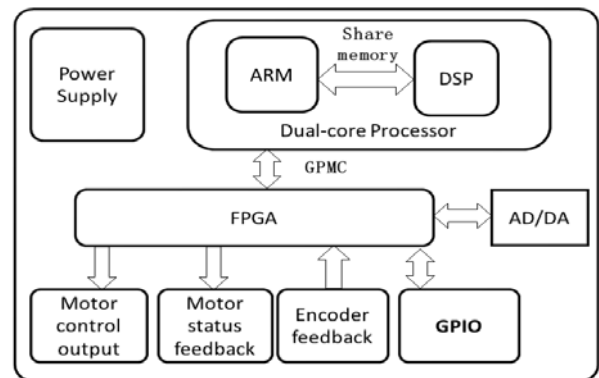 Power
Supply
Share
memory
ARM
DSP
Dual-core Processor
GPMC
FPGA
AD/DA
Motor
control
output
Motor
status
feedback
Encoder
feedback
GPIO